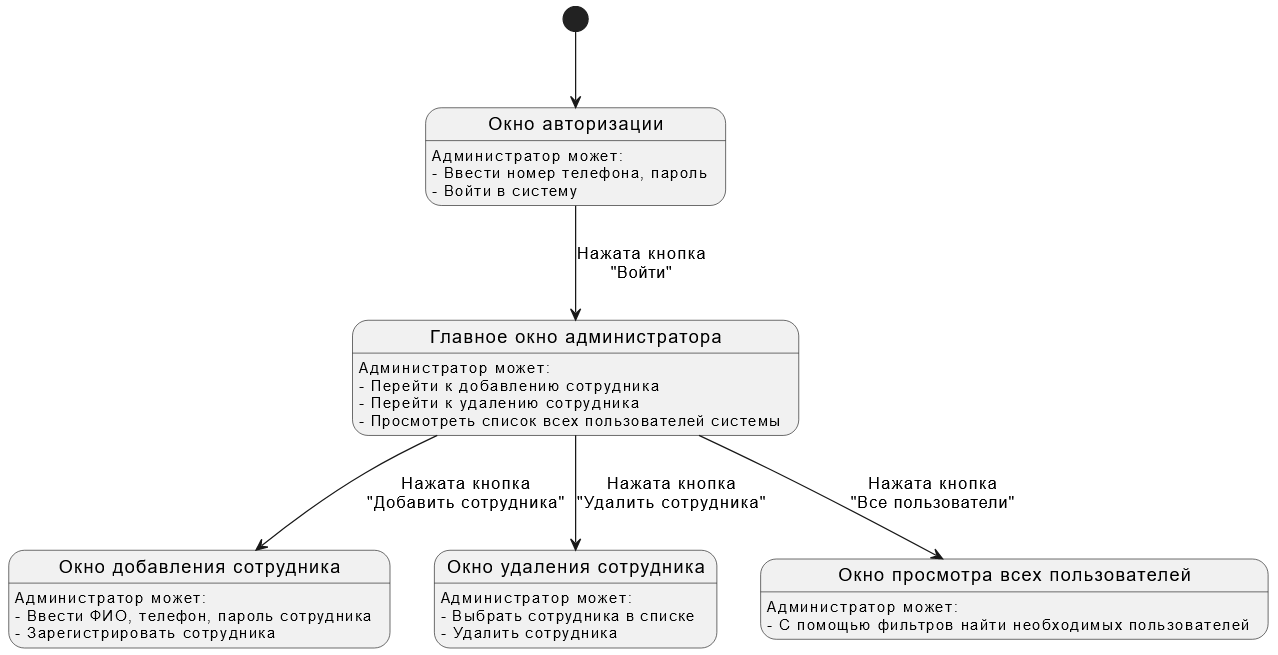 Окно авторизации
Администратор может:
- Ввести номер телефона, пароль
- Войти в систему
Нажата кнопка
"Войти"
Главное окно администратора
Администратор может:
- Перейти к добавлению сотрудника
- Перейти к удалению сотрудника
- Просмотреть список всех пользователей системы
Нажата кнопка
"Добавить сотрудника"
Нажата кнопка
"Удалить сотрудника"
Нажата кнопка
"Все пользователи"
Окно добавления сотрудника
Администратор может:
- Ввести ФИО, телефон, пароль сотрудника
- Зарегистрировать сотрудника
Окно удаления сотрудника
Администратор может:
- Выбрать сотрудника в списке
- Удалить сотрудника
Окно просмотра всех пользователей
Администратор может:
- С помощью фильтров найти необходимых пользователей